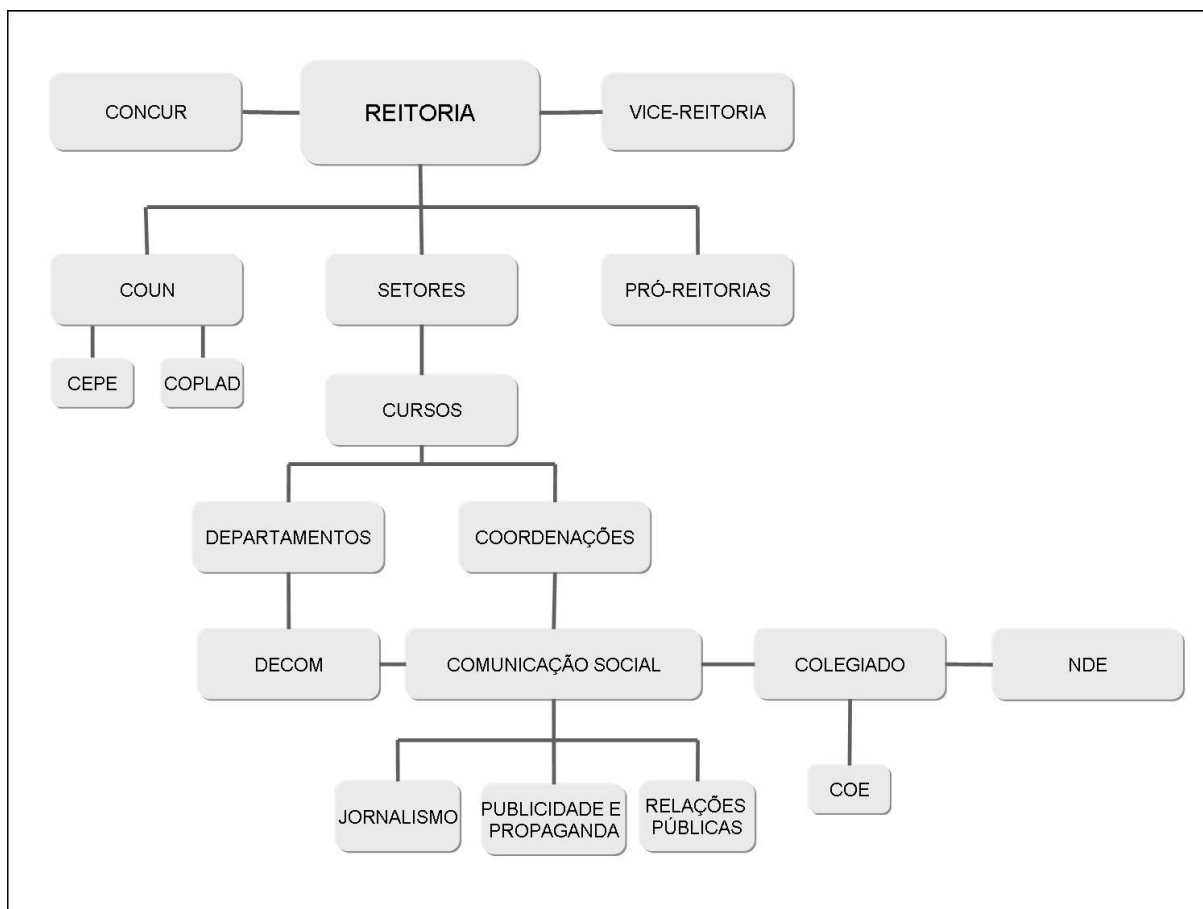 CONCUR
REITORIA
VICE-REITORIA
COUN
SETORES
PRÓ-REITORIAS
CEPE
COPLAD
CURSOS
DEPARTAMENTOS
COORDENAÇÕES
DECOM
COMUNICAÇÃO SOCIAL
COLEGIADO
NDE
JORNALISMO
PUBLICIDADE E
PROPAGANDA
RELAÇÕES
PÚBLICAS
COE